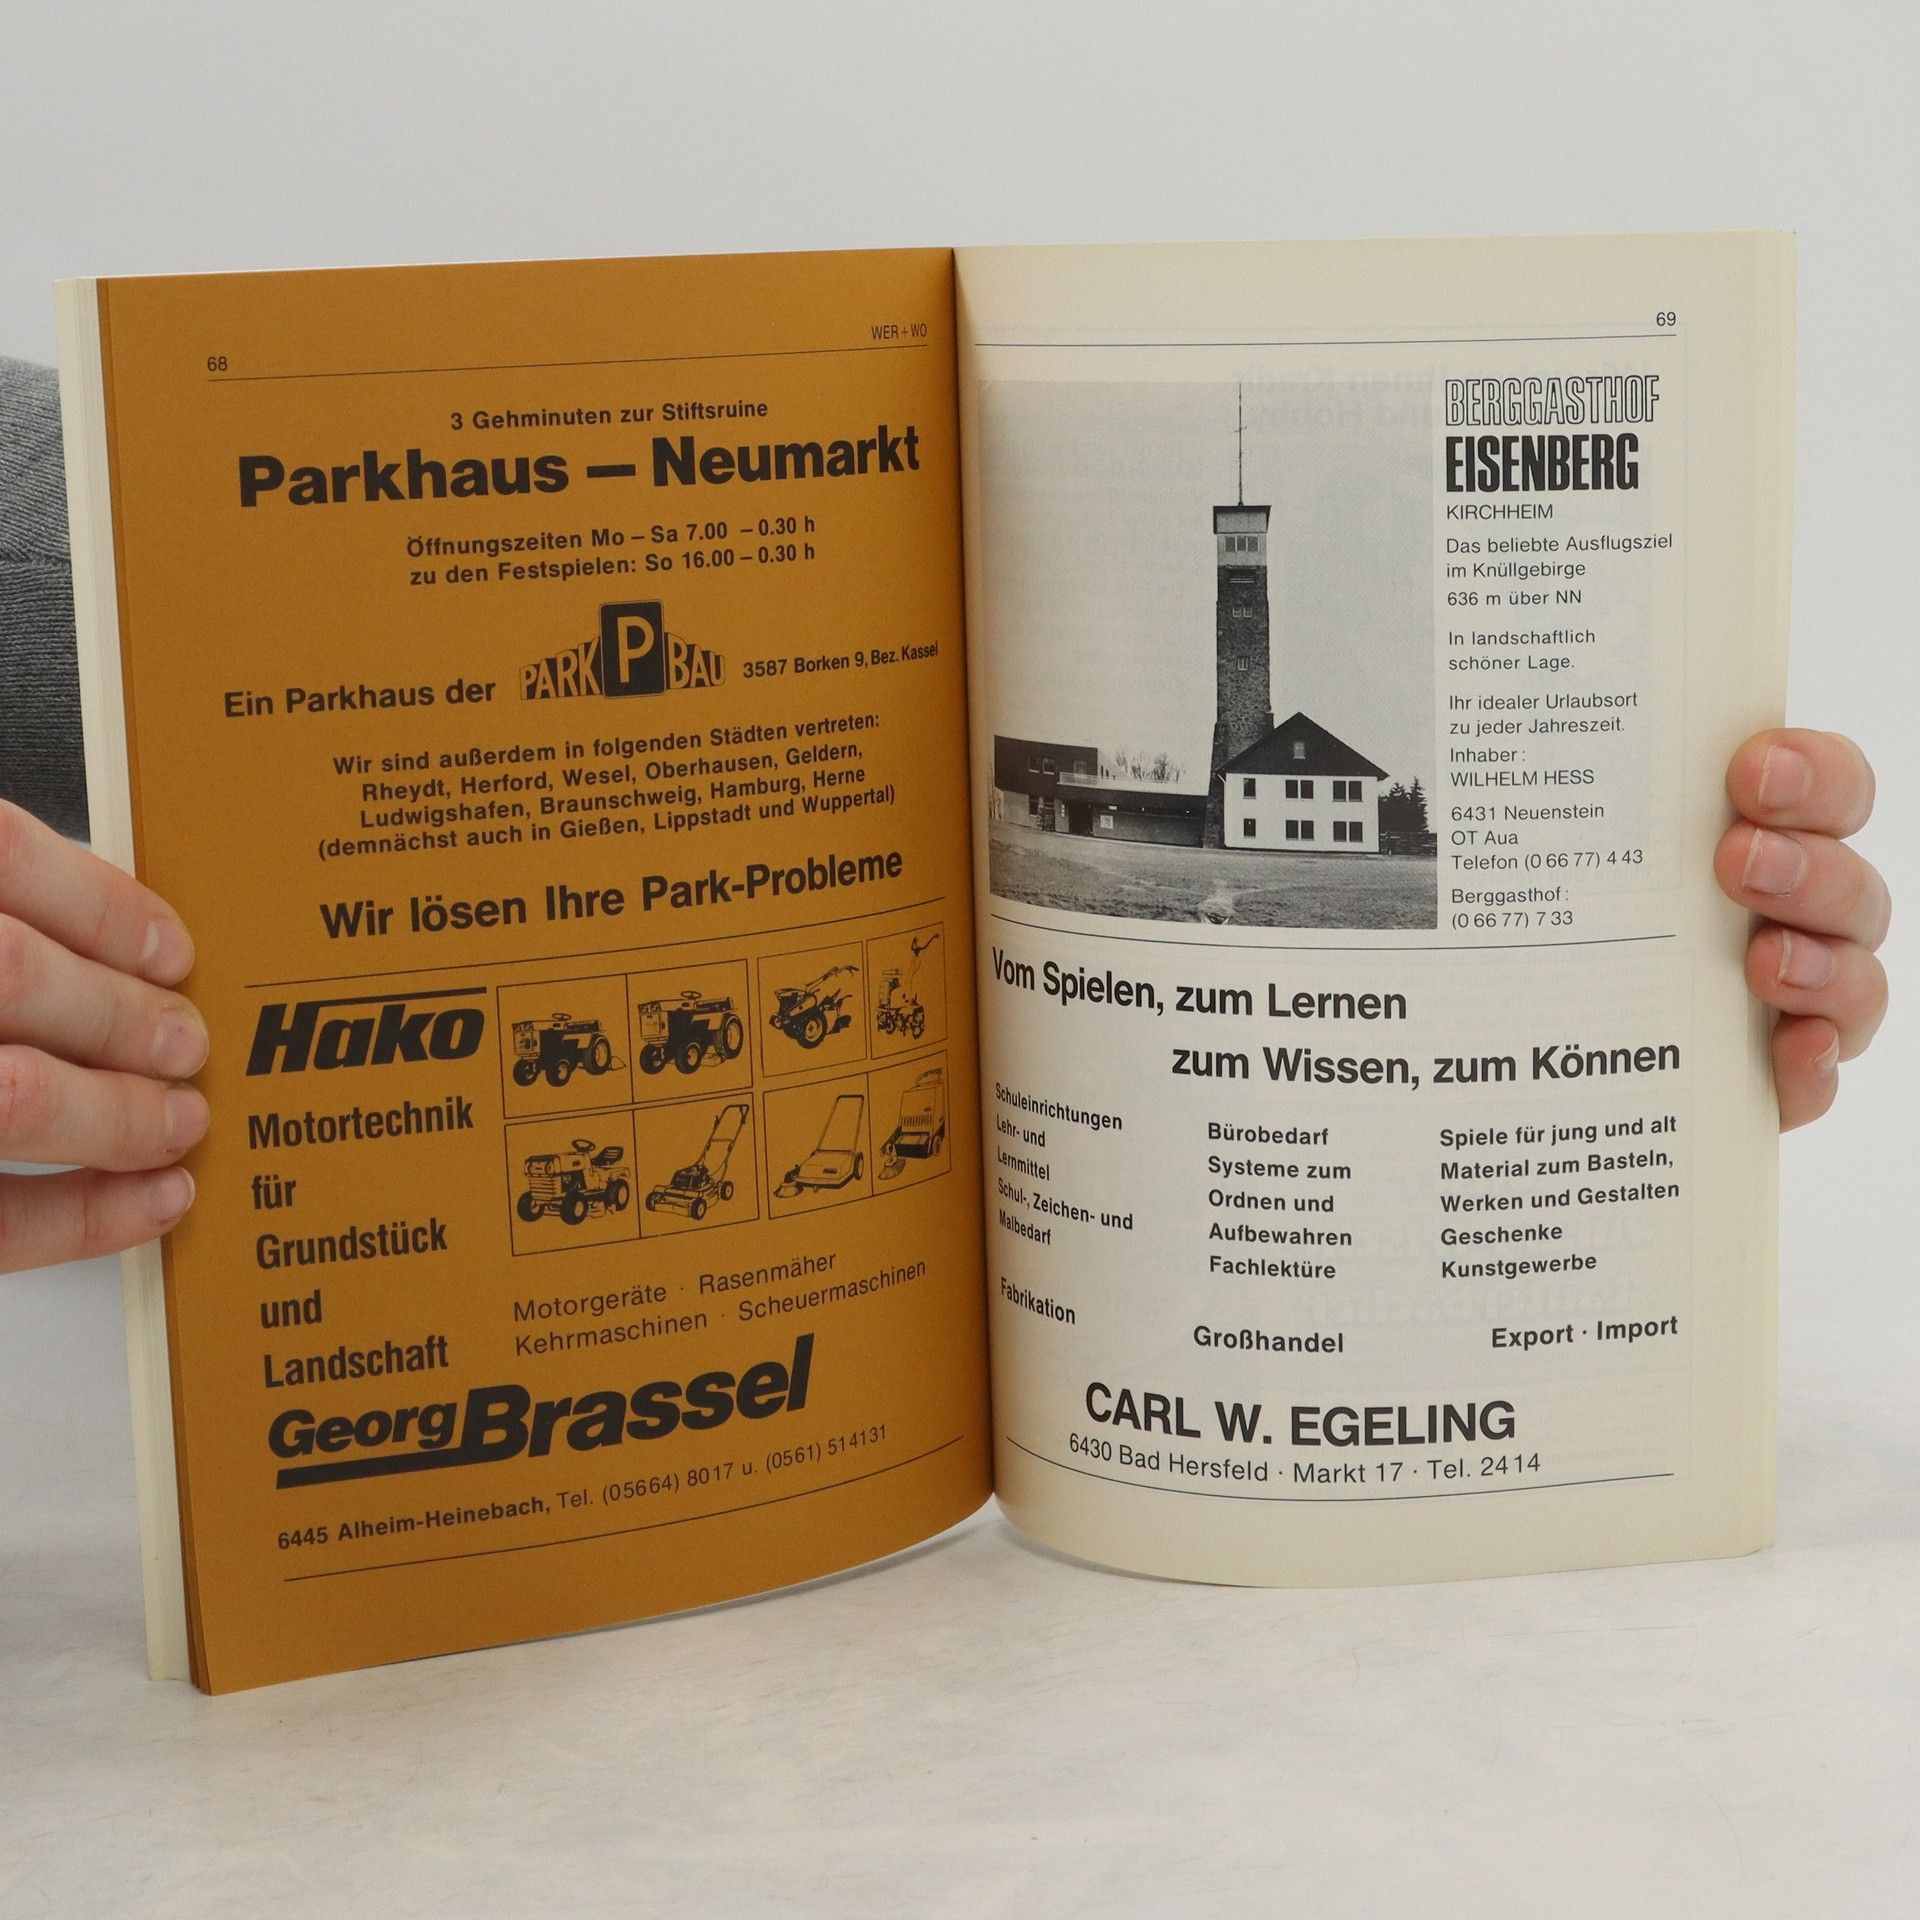 68
WER + WO
3 Gehminuten zur Stiftsruine
Parkhaus – Neumarkt
Öffnungszeiten Mo – Sa 7.00 – 0.30 h
zu den Festspielen: So 16.00 – 0.30 h
Ein Parkhaus der PARK P BAU 3587 Borken 9, Bez. Kassel
Wir sind außerdem in folgenden Städten vertreten:
Rheydt, Herford, Wesel, Oberhausen, Geldern,
Ludwigshafen, Braunschweig, Hamburg, Herne
(demnächst auch in Gießen, Lippstadt und Wuppertal)
Wir lösen Ihre Park-Probleme
Hako
Motortechnik
für
Grundstück
und
Landschaft
Motorgeräte · Rasenmäher
Kehrmaschinen · Scheuermaschinen
Georg Brassel
6445 Alheim-Heinebach, Tel. (05664) 8017 u. (0561) 514131
69
BERGGASTHOF
EISENBERG
KIRCHHEIM
Das beliebte Ausflugsziel
im Knüllgebirge
636 m über NN
In landschaftlich
schöner Lage.
Ihr idealer Urlaubsort
zu jeder Jahreszeit.
Inhaber:
WILHELM HESS
6431 Neuenstein
OT Aua
Telefon (0 66 77) 4 43
Berggasthof:
(0 66 77) 7 33
Vom Spielen, zum Lernen
zum Wissen, zum Können
Schuleinrichtungen
Lehr- und
Lernmittel
Schul-, Zeichen- und
Malbedarf
Bürobedarf
Systeme zum
Ordnen und
Aufbewahren
Fachlektüre
Spiele für jung und alt
Material zum Basteln,
Werken und Gestalten
Geschenke
Kunstgewerbe
Fabrikation
Großhandel
Export · Import
CARL W. EGELING
6430 Bad Hersfeld · Markt 17 · Tel. 2414